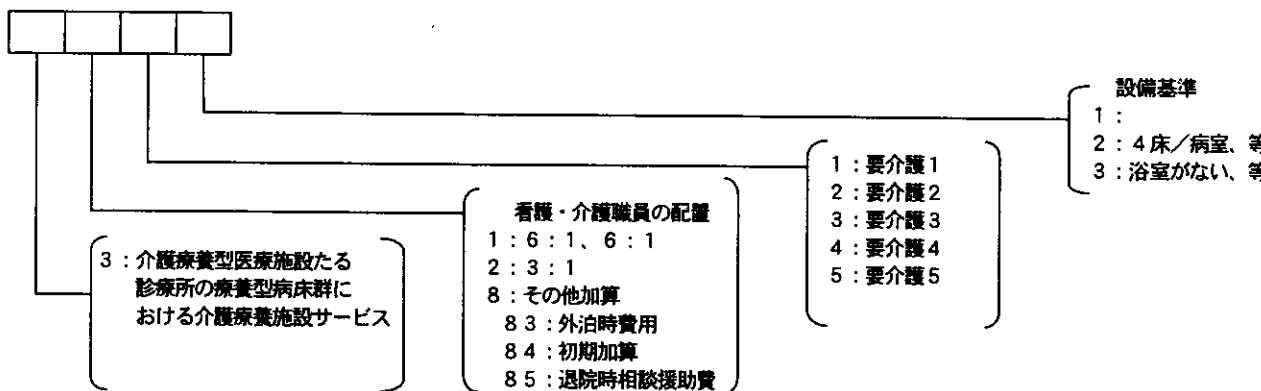 設備基準
1：
2：4床／病室、等
3：浴室がない、等
1：要介護1
2：要介護2
3：要介護3
4：要介護4
5：要介護5
看護・介護職員の配置
1：6：1、6：1
2：3：1
8：その他加算
83：外泊時費用
84：初期加算
85：退院時相談援助費
3：介護療養型医療施設たる
診療所の療養型病床群に
おける介護療養施設サービス